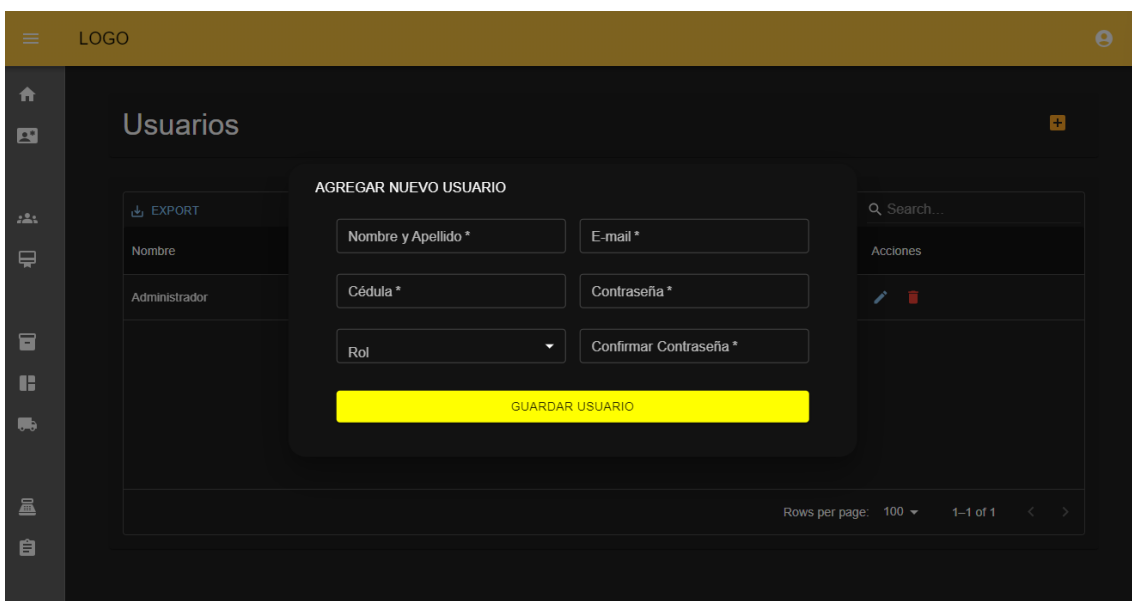 LOGO
Usuarios
AGREGAR NUEVO USUARIO
EXPORT
Search...
Nombre y Apellido *
E-mail *
Nombre
Acciones
Cédula *
Contraseña *
Administrador
Rol
Confirmar Contraseña *
GUARDAR USUARIO
Rows per page: 100 1–1 of 1